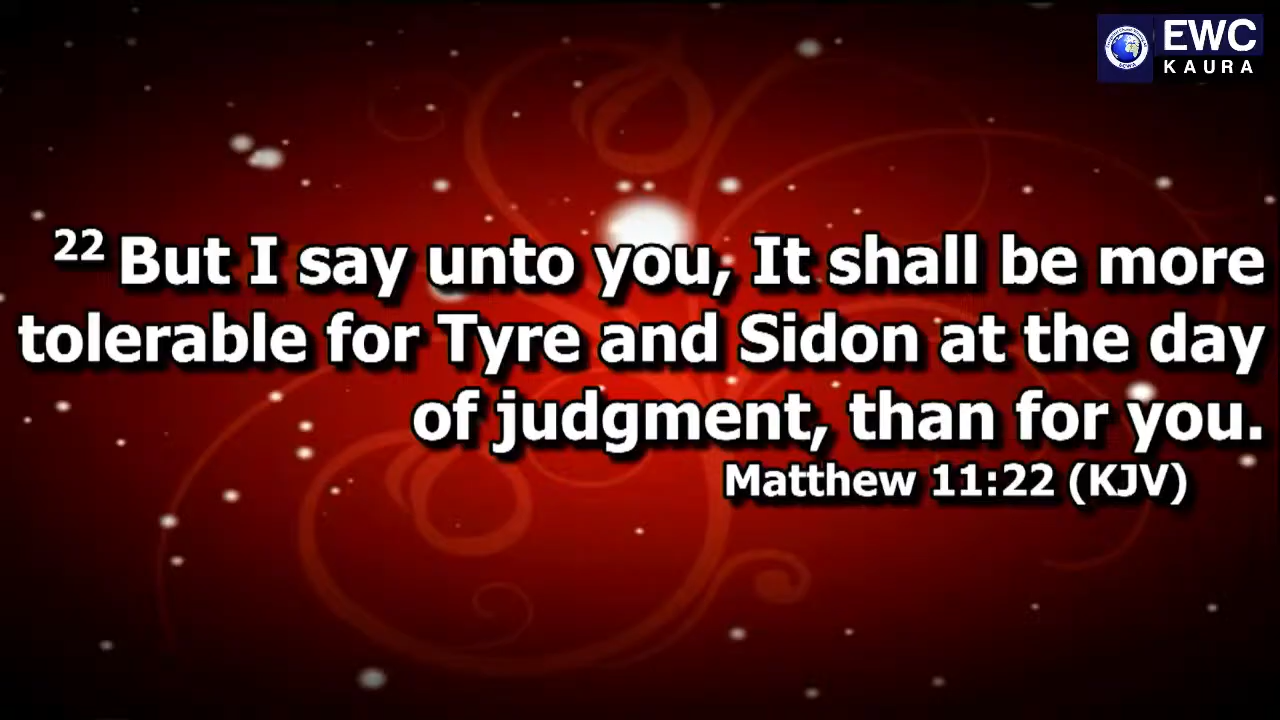 EWC
KAURA
22 But I say unto you, It shall be more
tolerable for Tyre and Sidon at the day
of judgment, than for you.
Matthew 11:22 (KJV)